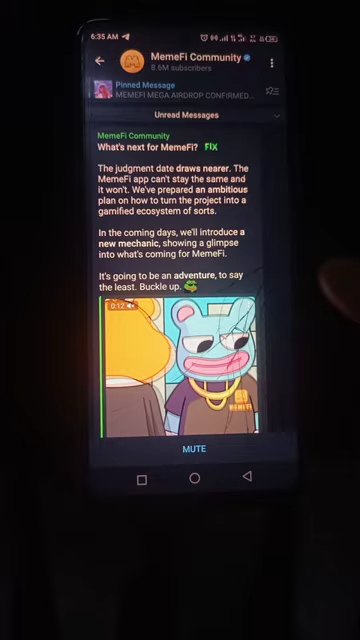 6:35 AM
MemeFi Community
8.6M subscribers
Pinned Message
MEMEFI MEGA AIRDROP CONFIRMED...
Unread Messages
MemeFi Community
What's next for MemeFi? FIX
The judgment date draws nearer. The
MemeFi app can't stay the same and
it won't. We've prepared an ambitious
plan on how to turn the project into a
gamified ecosystem of sorts.
In the coming days, we'll introduce a
new mechanic, showing a glimpse
into what's coming for MemeFi.
It's going to be an adventure, to say
the least. Buckle up.
0:12
MUTE